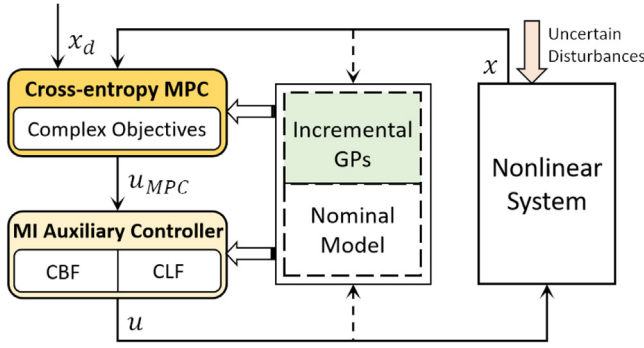 x_d
Cross-entropy MPC
Complex Objectives
u_MPC
MI Auxiliary Controller
CBF
CLF
u
Incremental
GPs
Nominal
Model
x
Uncertain
Disturbances
Nonlinear
System